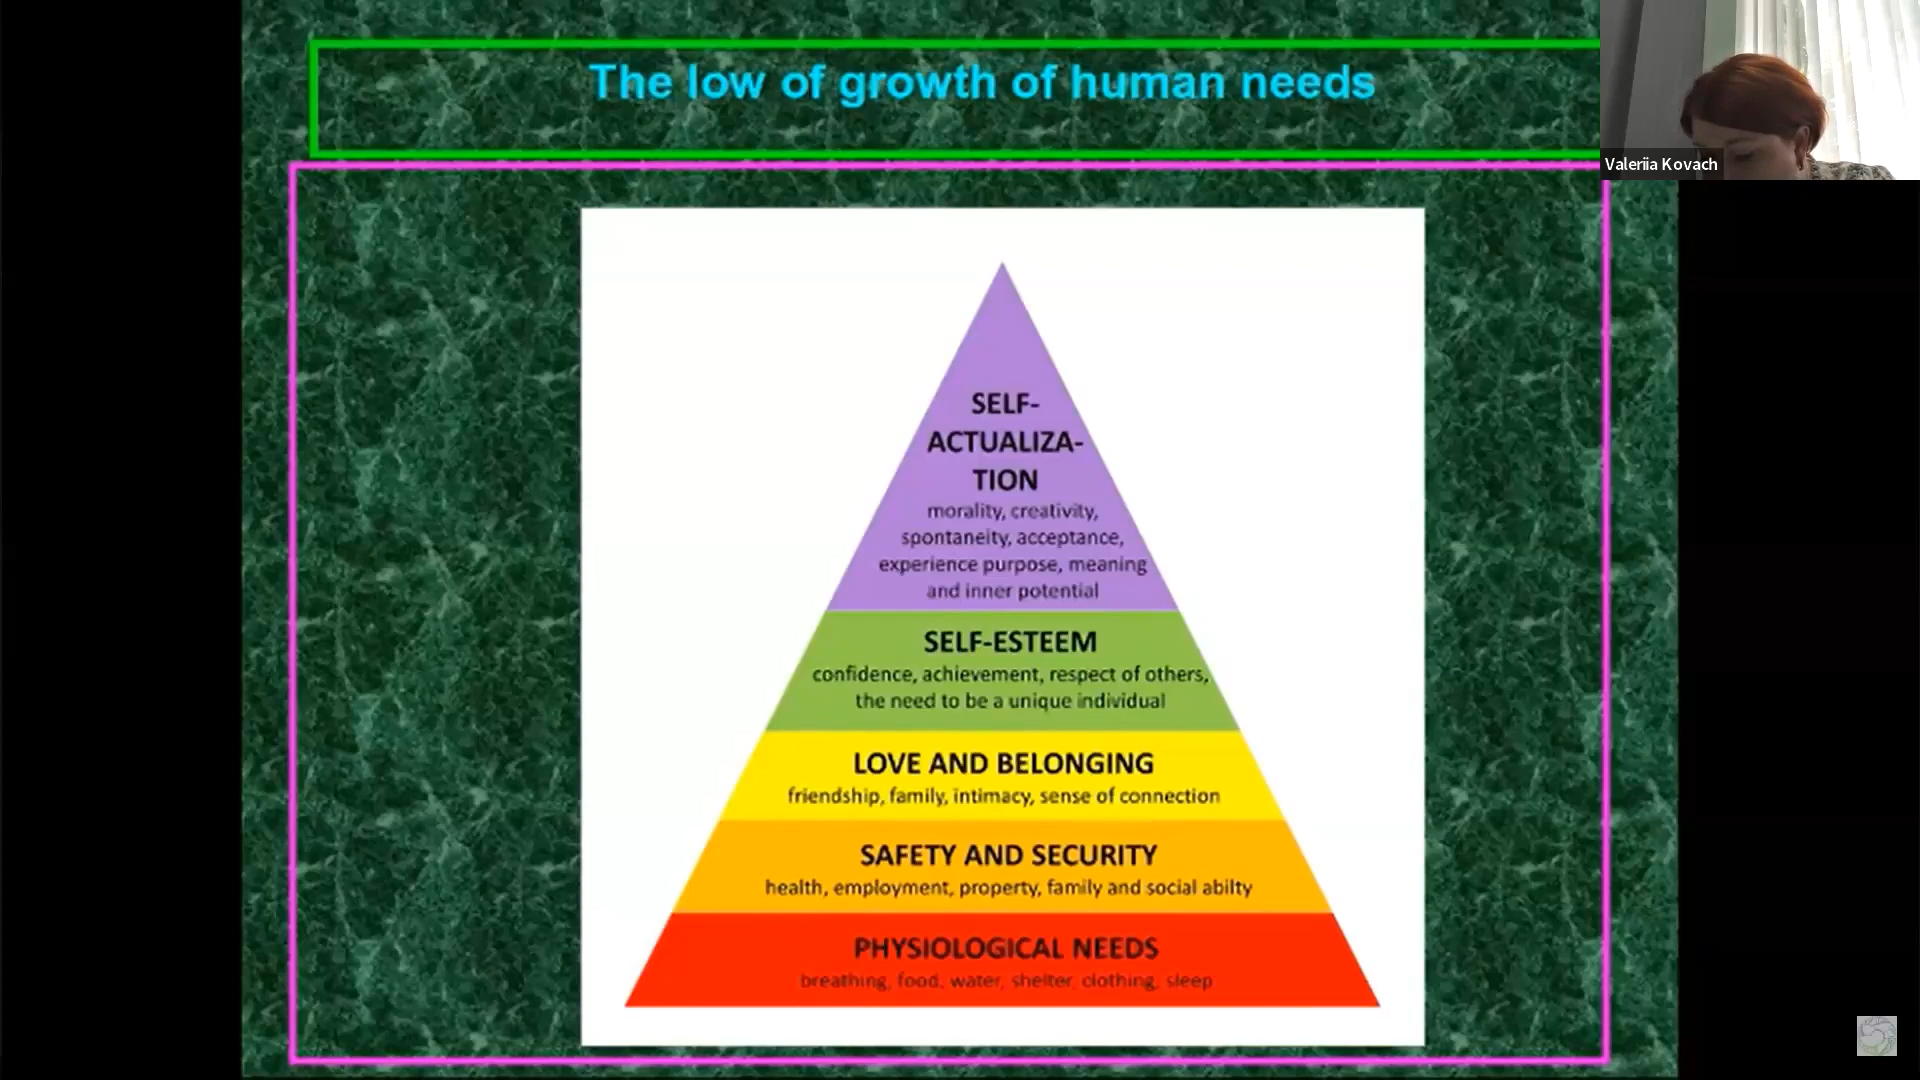 The low of growth of human needs
Valeriia Kovach
SELF-
ACTUALIZA-
TION
morality, creativity,
spontaneity, acceptance,
experience purpose, meaning
and inner potential
SELF-ESTEEM
confidence, achievement, respect of others,
the need to be a unique individual
LOVE AND BELONGING
friendship, family, intimacy, sense of connection
SAFETY AND SECURITY
health, employment, property, family and social abilty
PHYSIOLOGICAL NEEDS
breathing, food, water, shelter, clothing, sleep